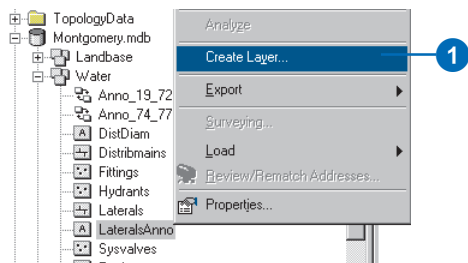 TopologyData
Montgomery.mdb
Landbase
Water
Anno_19_72
Anno_74_77
A DistDiam
Distribmains
Fittings
Hydrants
Laterals
A LateralsAnno
Sysvalves
Analyze
Create Layer...
Export
Surveying...
Load
Review/Rematch Addresses...
Properties...
1